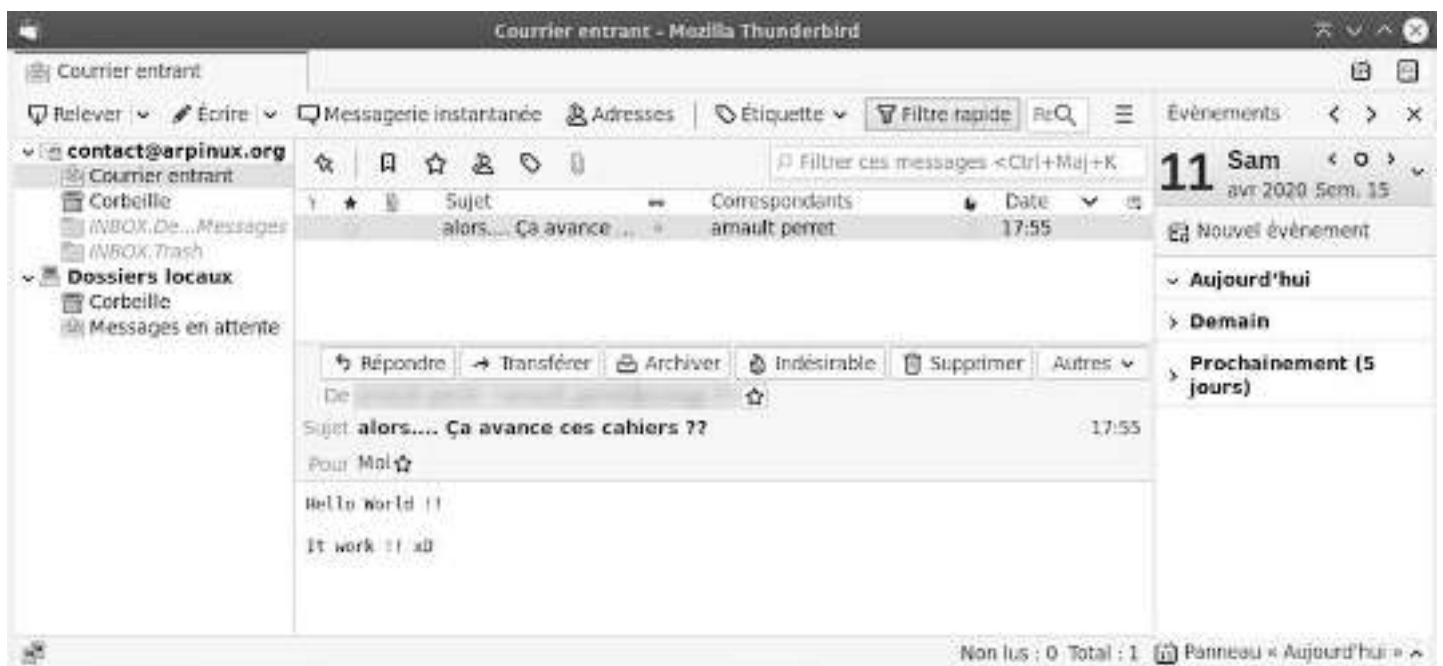 Courrier entrant - Mozilla Thunderbird
Courrier entrant
Relever Écrire Messagerie instantanée Adresses Étiquette Filtre rapide Re
Évènements
contact@arpinux.org
Courrier entrant
Corbeille
INBOX.De...Messages
INBOX.Trash
Dossiers locaux
Corbeille
Messages en attente
Filtrer ces messages <Ctrl+Maj+K
Sujet Correspondants Date
alors.... Ça avance ... arnault perret 17:55
Répondre Transférer Archiver Indésirable Supprimer Autres
De
Sujet alors.... Ça avance ces cahiers ?? 17:55
Pour Moi
Hello World !!
It work !! xD
11 Sam
avr 2020 Sem. 15
Nouvel évènement
Aujourd'hui
Demain
Prochainement (5
jours)
Non lus : 0 Total : 1 Panneau « Aujourd'hui »